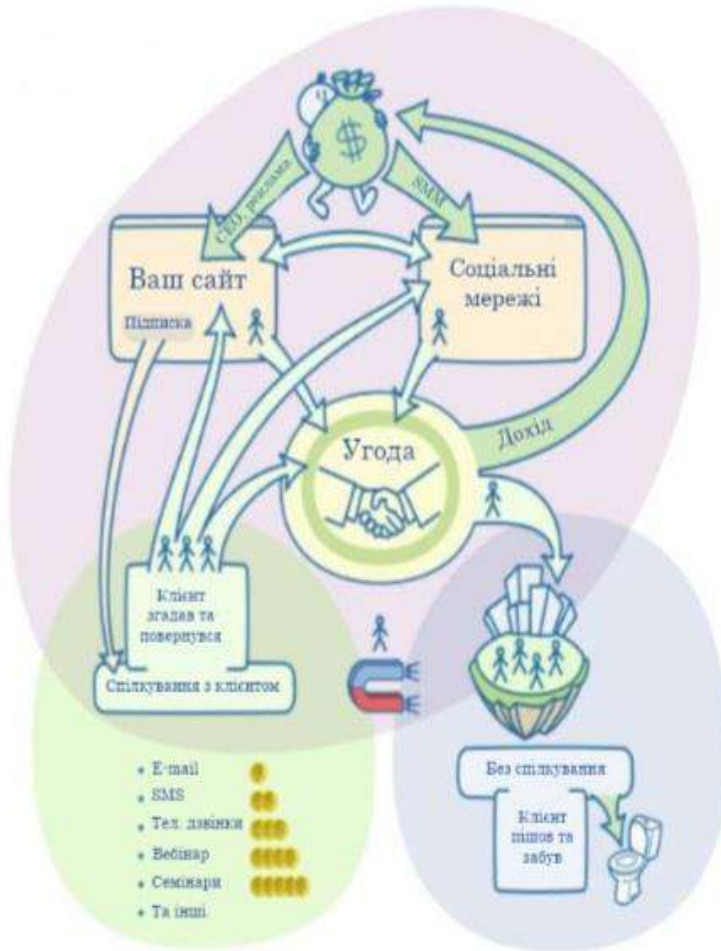 $
СЕО, реклама
SMM
Ваш сайт
Підписка
Соціальні
мережі
Угода
Дохід
Клієнт
згадав та
повернувся
Спілкування з клієнтом
E-mail
SMS
Тел. дзвінки
Вебінар
Семінари
Та інші
Без спілкування
Клієнт
пішов та
забув